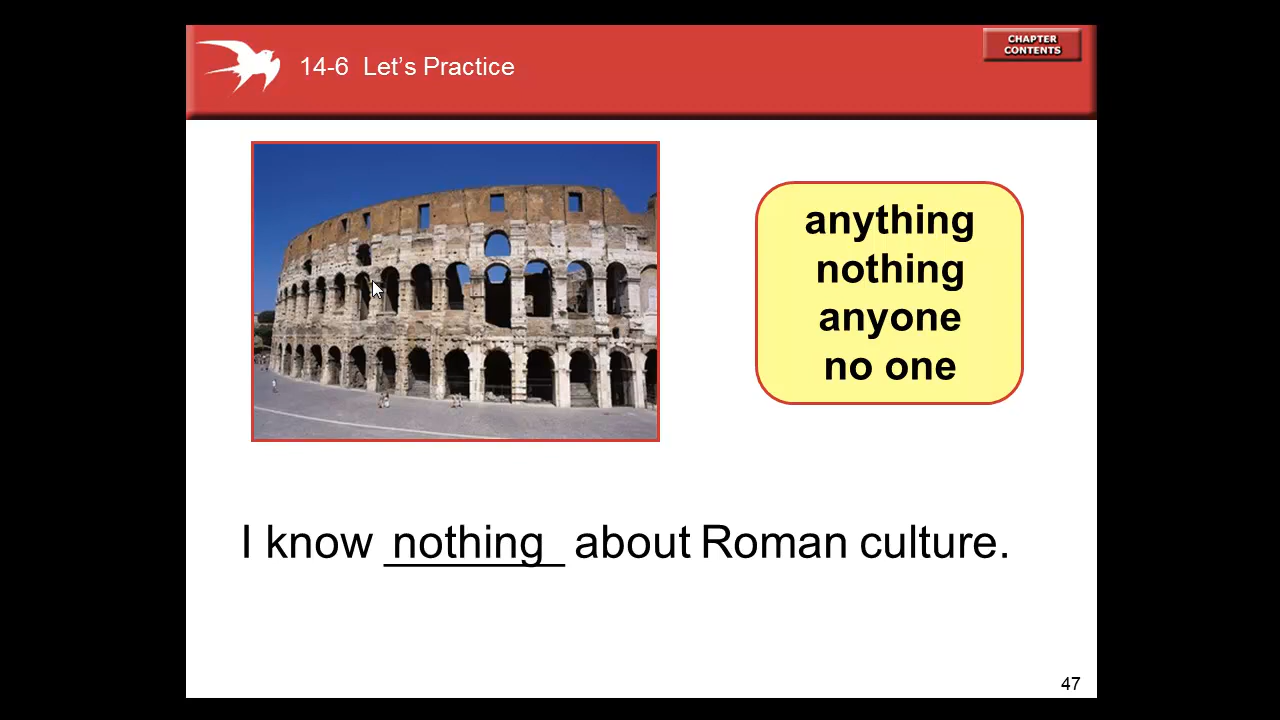 14-6 Let's Practice
CHAPTER
CONTENTS
anything
nothing
anyone
no one
I know nothing about Roman culture.
47